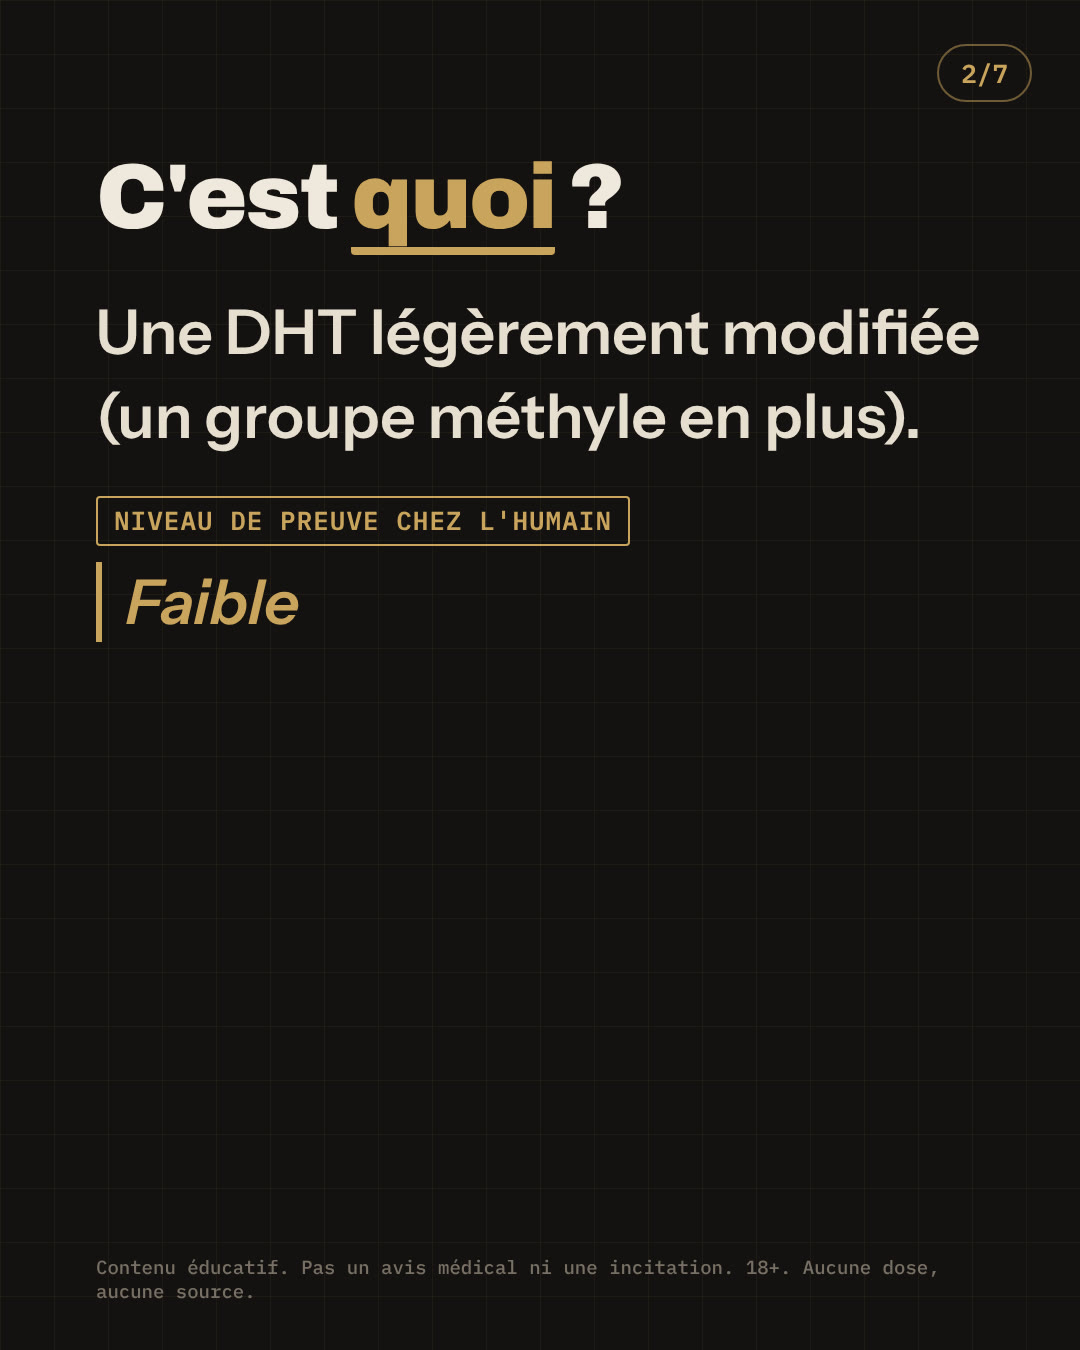 2/7
C'est quoi ?
Une DHT légèrement modifiée
(un groupe méthyle en plus).
NIVEAU DE PREUVE CHEZ L'HUMAIN
Faible
Contenu éducatif. Pas un avis médical ni une incitation. 18+. Aucune dose,
aucune source.